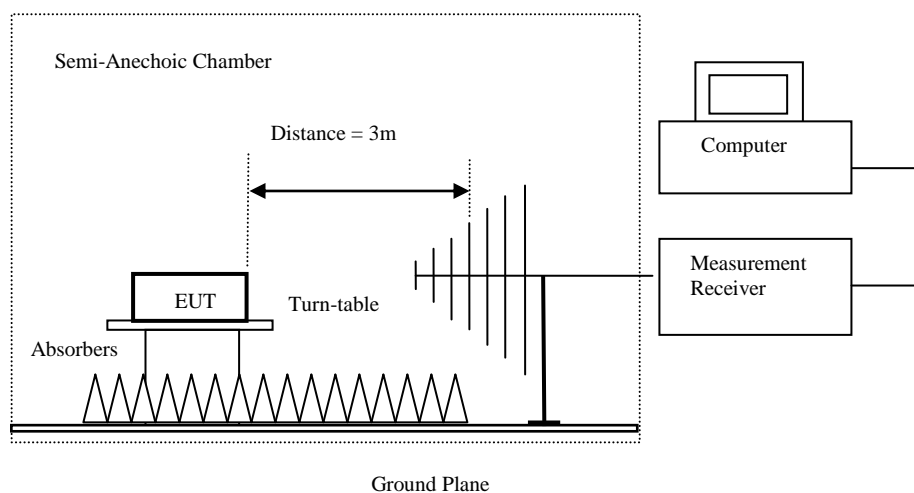 Semi-Anechoic Chamber
Distance = 3m
Computer
Measurement
Receiver
EUT
Turn-table
Absorbers
Ground Plane